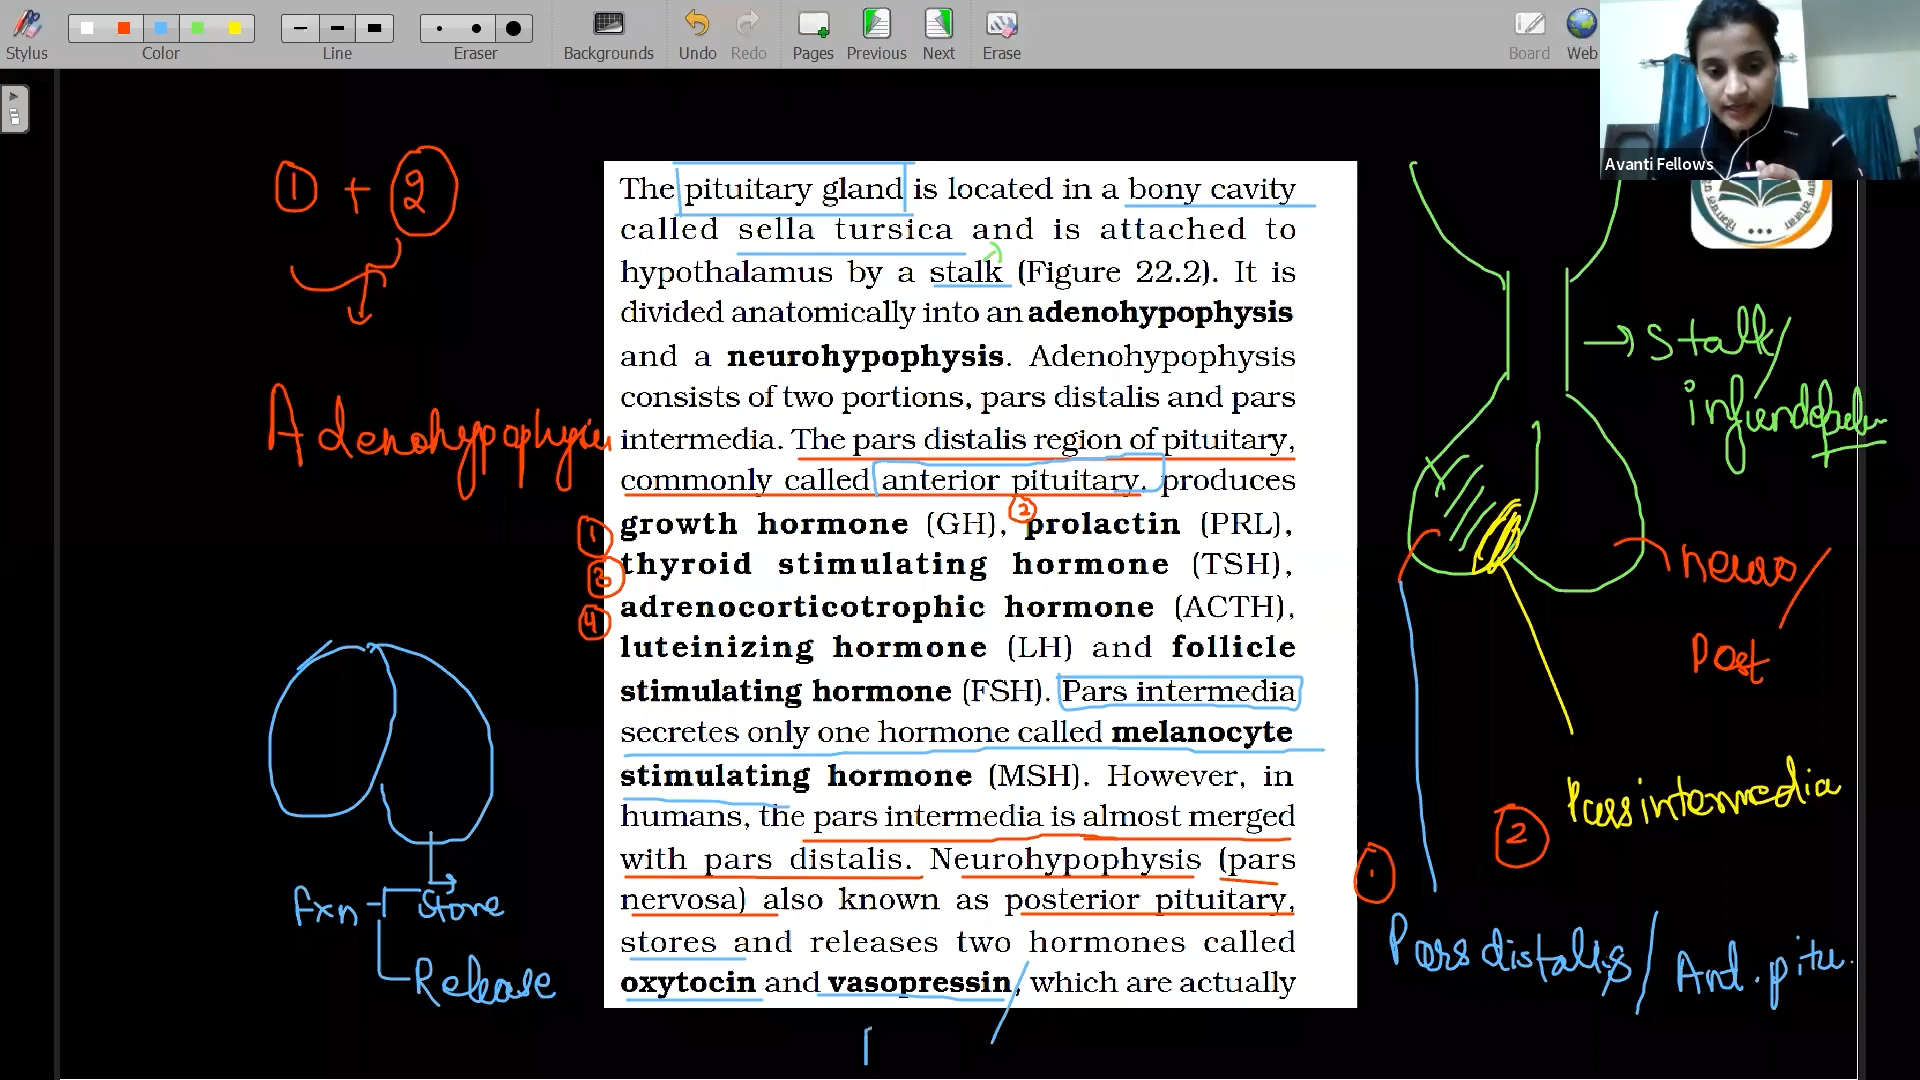 Stylus
Color
Line
Eraser
Backgrounds
Undo
Redo
Pages
Previous
Next
Erase
Board
Web
Avanti Fellows
1 + 2
Adenohypophysis
The pituitary gland is located in a bony cavity
called sella tursica and is attached to
hypothalamus by a stalk (Figure 22.2). It is
divided anatomically into an adenohypophysis
and a neurohypophysis. Adenohypophysis
consists of two portions, pars distalis and pars
intermedia. The pars distalis region of pituitary,
commonly called anterior pituitary, produces
2
1 growth hormone (GH), prolactin (PRL),
3 thyroid stimulating hormone (TSH),
4 adrenocorticotrophic hormone (ACTH),
luteinizing hormone (LH) and follicle
stimulating hormone (FSH). Pars intermedia
secretes only one hormone called melanocyte
stimulating hormone (MSH). However, in
humans, the pars intermedia is almost merged
with pars distalis. Neurohypophysis (pars
nervosa) also known as posterior pituitary,
stores and releases two hormones called
oxytocin and vasopressin, which are actually
Fxn
Store
Release
Stalk/
neuro/
Post
Pars intermedia
2
1
Pars distalis/ Ant. pitu.